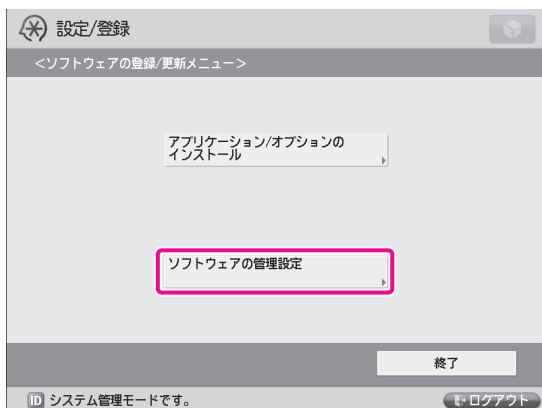 設定/登録
<ソフトウェアの登録/更新メニュー>
アプリケーション/オプションの
インストール
ソフトウェアの管理設定
終了
ID システム管理モードです。
ログアウト